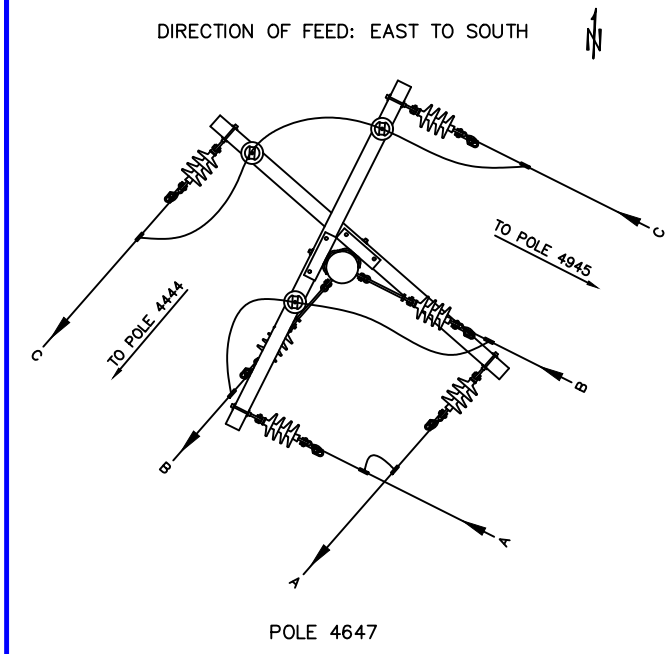 DIRECTION OF FEED: EAST TO SOUTH
N
C
TO POLE 4945
TO POLE 4444
C
B
B
A
A
POLE 4647